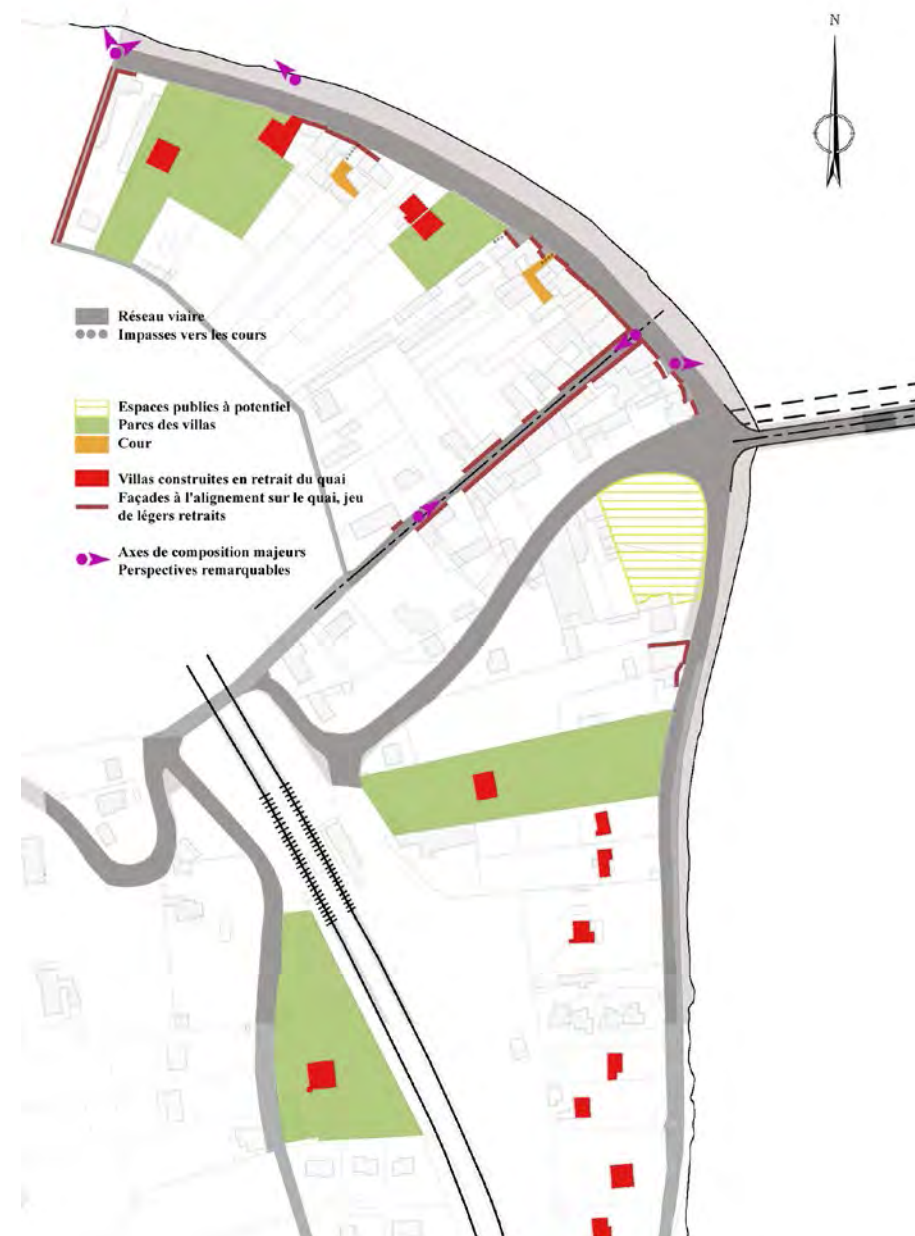 N
Réseau viaire
Impasses vers les cours
Espaces publics à potentiel
Parcs des villas
Cour
Villas construites en retrait du quai
Façades à l'alignement sur le quai, jeu
de légers retraits
Axes de composition majeurs
Perspectives remarquables